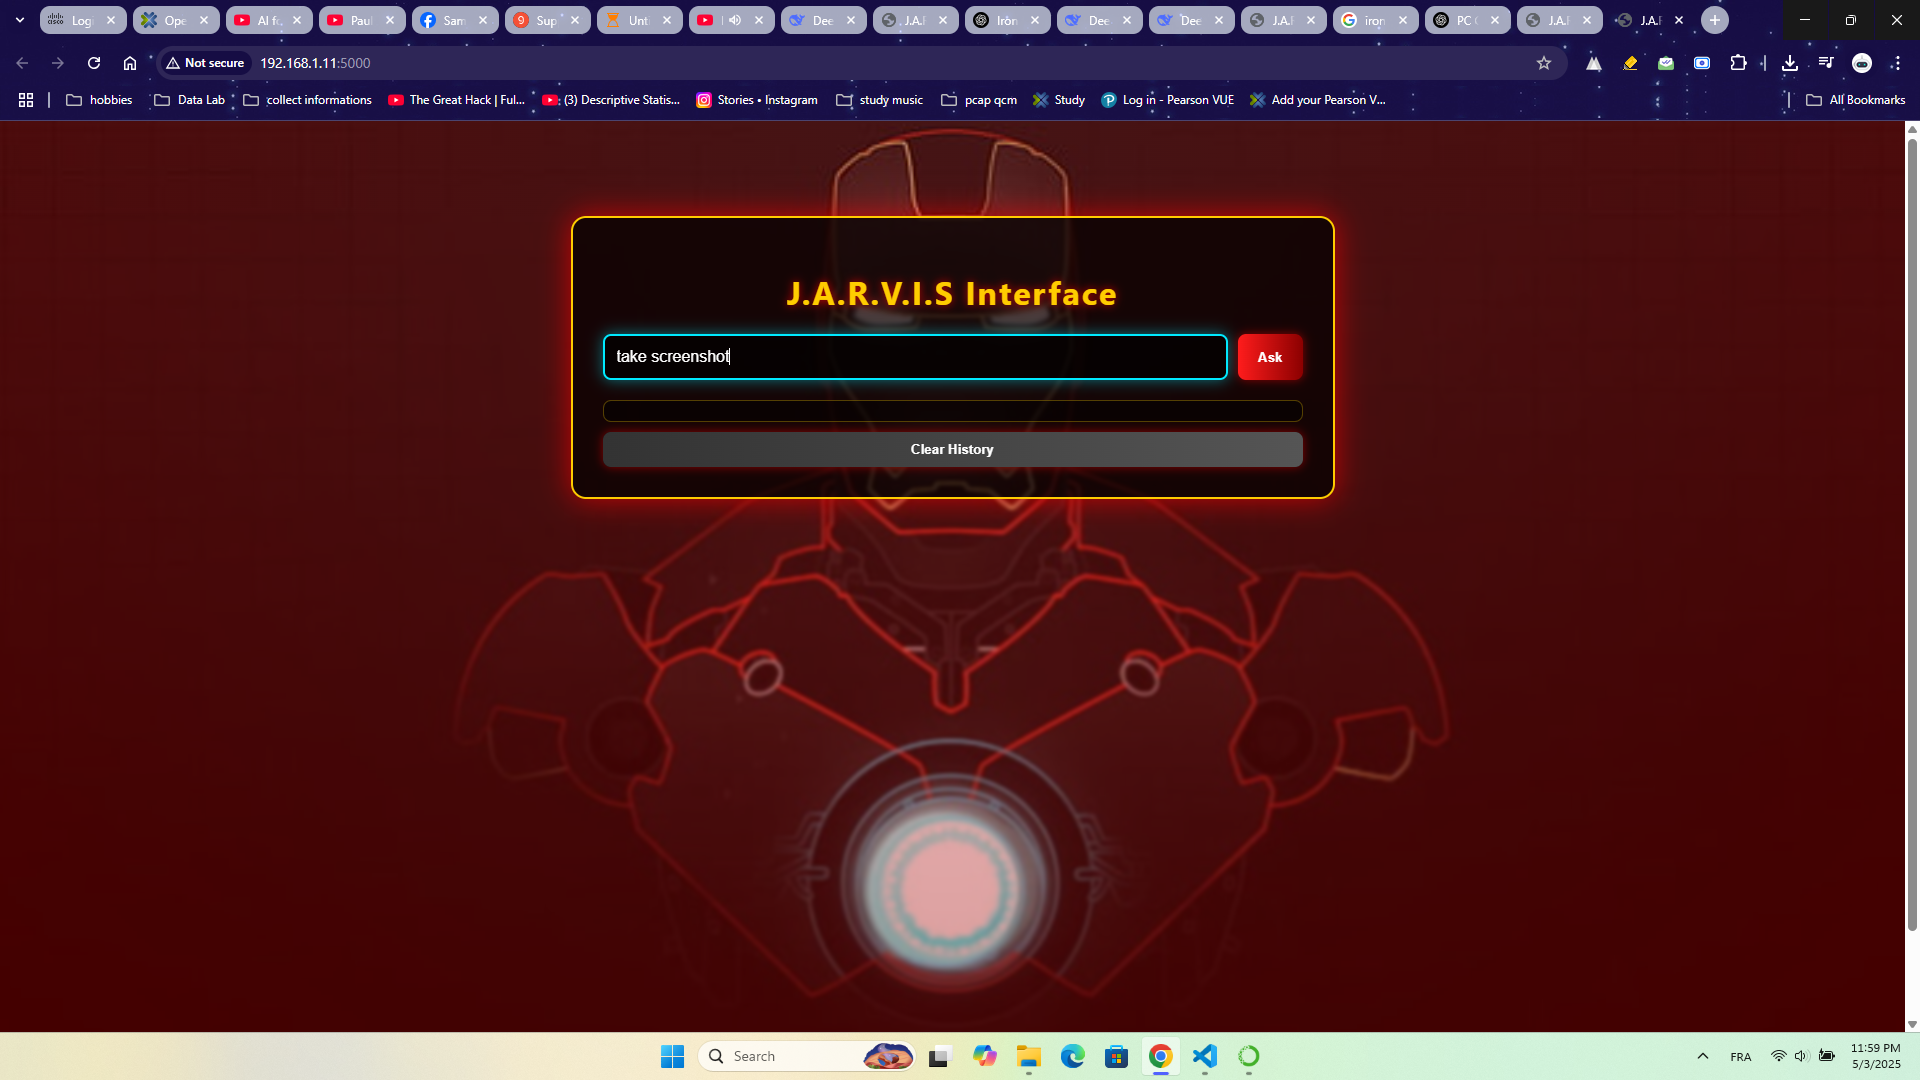 Logi
Ope
AI fo
Paul
Sam
Sup
Unti
Dee
J.A.F
Iron
Dee
Dee
J.A.F
iron
PC
J.A.F
J.A.F
Not secure
192.168.1.11:5000
hobbies
Data Lab
collect informations
The Great Hack | Ful...
(3) Descriptive Statis...
Stories • Instagram
study music
pcap qcm
Study
Log in - Pearson VUE
Add your Pearson V...
All Bookmarks
J.A.R.V.I.S Interface
take screenshot
Ask
Clear History
Search
FRA
11:59 PM
5/3/2025